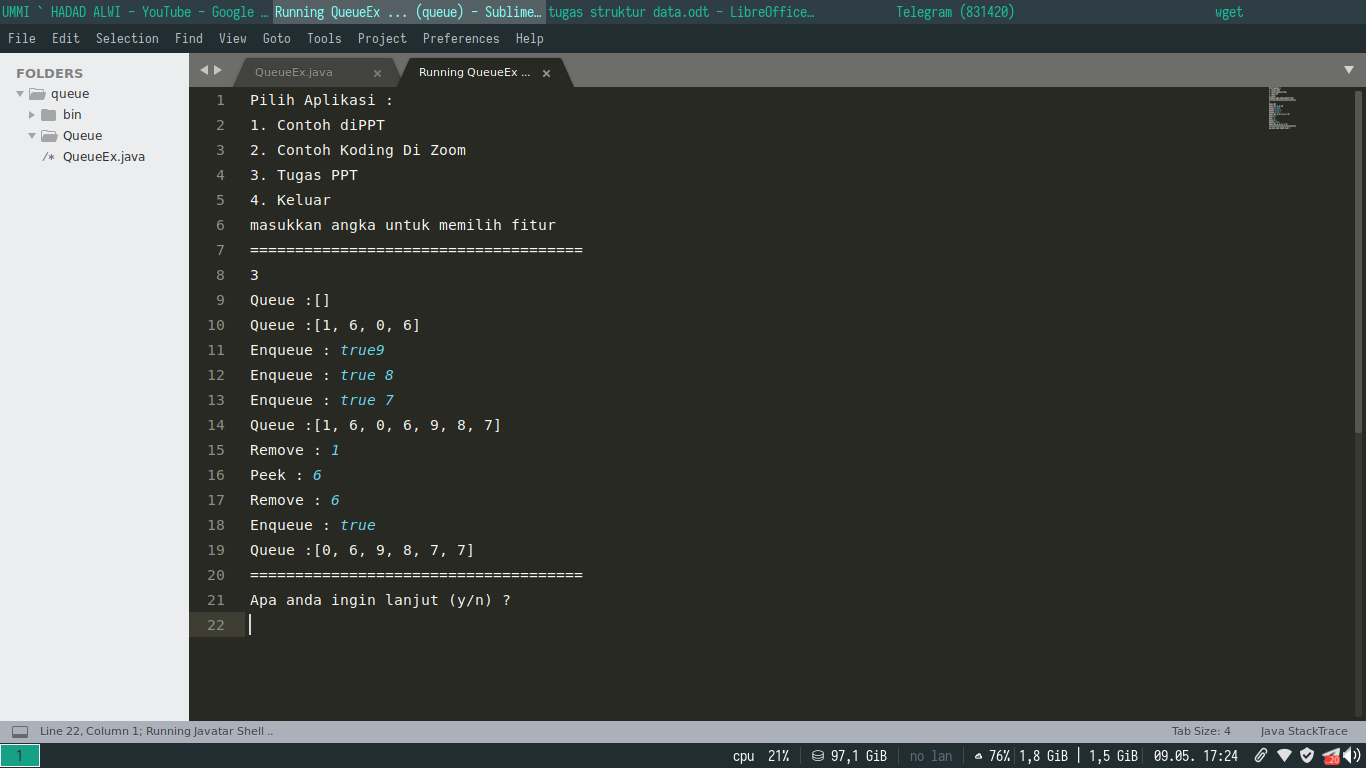 UMMI ` HADAD ALWI - YouTube - Google … Running QueueEx ... (queue) - Sublime… tugas struktur data.odt - LibreOffice… Telegram (831420) wget
File Edit Selection Find View Goto Tools Project Preferences Help
FOLDERS
queue
bin
Queue
/* QueueEx.java
QueueEx.java × Running QueueEx ... ×
1 Pilih Aplikasi :
2 1. Contoh diPPT
3 2. Contoh Koding Di Zoom
4 3. Tugas PPT
5 4. Keluar
6 masukkan angka untuk memilih fitur
7 =====================================
8 3
9 Queue :[]
10 Queue :[1, 6, 0, 6]
11 Enqueue : true9
12 Enqueue : true 8
13 Enqueue : true 7
14 Queue :[1, 6, 0, 6, 9, 8, 7]
15 Remove : 1
16 Peek : 6
17 Remove : 6
18 Enqueue : true
19 Queue :[0, 6, 9, 8, 7, 7]
20 =====================================
21 Apa anda ingin lanjut (y/n) ?
22
Line 22, Column 1; Running Javatar Shell .. Tab Size: 4 Java StackTrace
1 cpu 21% 97,1 GiB no lan 76% 1,8 GiB | 1,5 GiB 09.05. 17:24 20